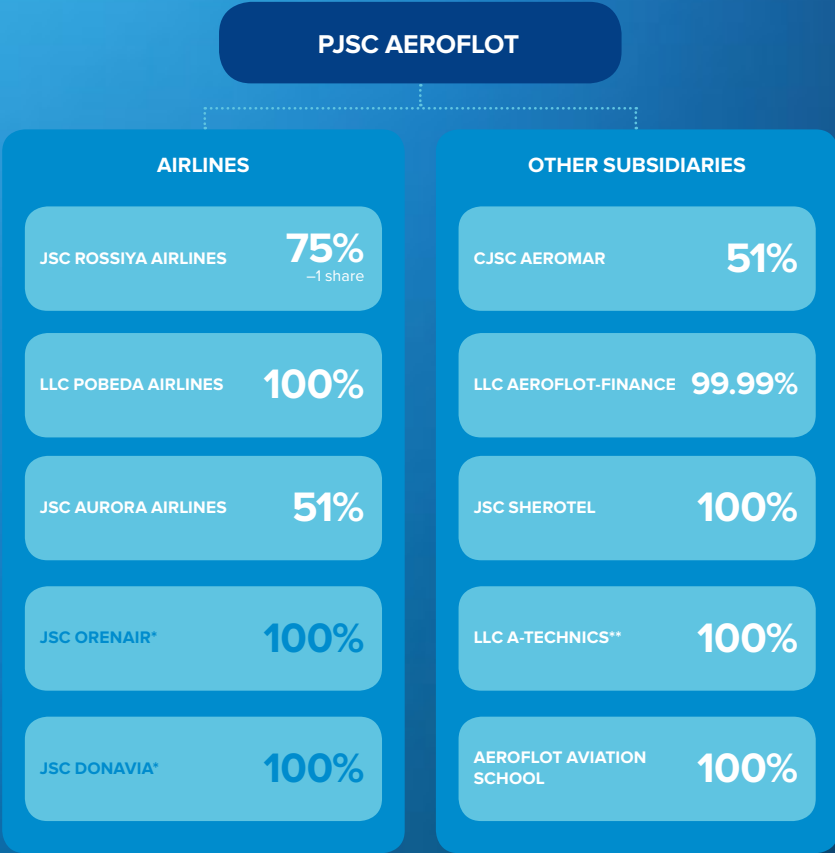 PJSC AEROFLOT
AIRLINES
JSC ROSSIYA AIRLINES 75%
–1 share
LLC POBEDA AIRLINES 100%
JSC AURORA AIRLINES 51%
JSC ORENAIR* 100%
JSC DONAVIA* 100%
OTHER SUBSIDIARIES
CJSC AEROMAR 51%
LLC AEROFLOT-FINANCE 99.99%
JSC SHEROTEL 100%
LLC A-TECHNICS** 100%
AEROFLOT AVIATION
SCHOOL 100%